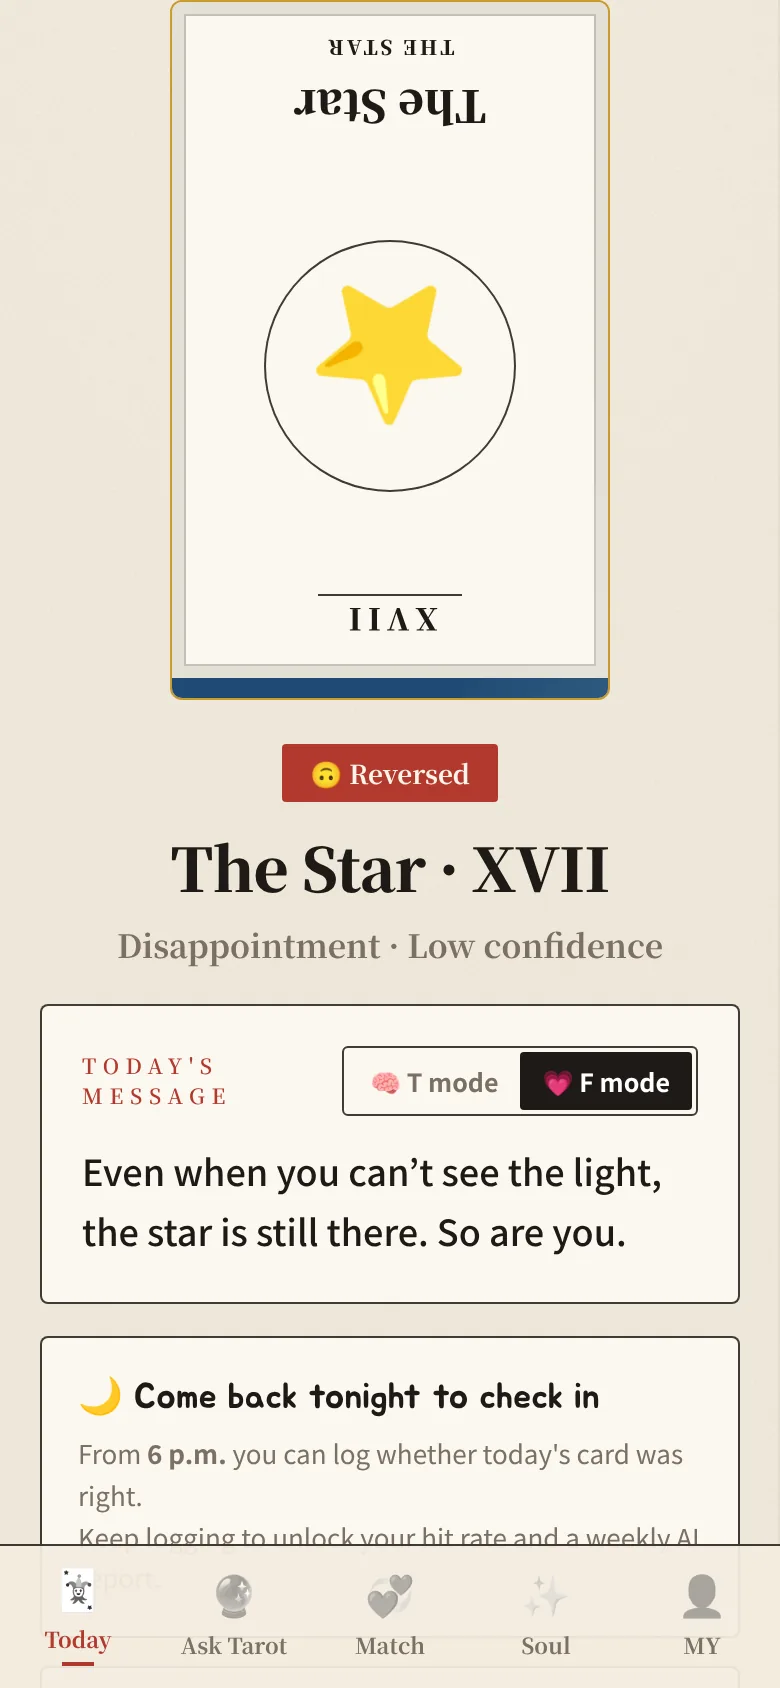 THE STAR
The Star
XVII
🙃 Reversed
The Star · XVII
Disappointment · Low confidence
TODAY'S
MESSAGE
🧠 T mode
💗 F mode
Even when you can’t see the light,
the star is still there. So are you.
🌙 Come back tonight to check in
From 6 p.m. you can log whether today's card was
right.
Keep logging to unlock your hit rate and a weekly AI
report.
Today
Ask Tarot
Match
Soul
MY